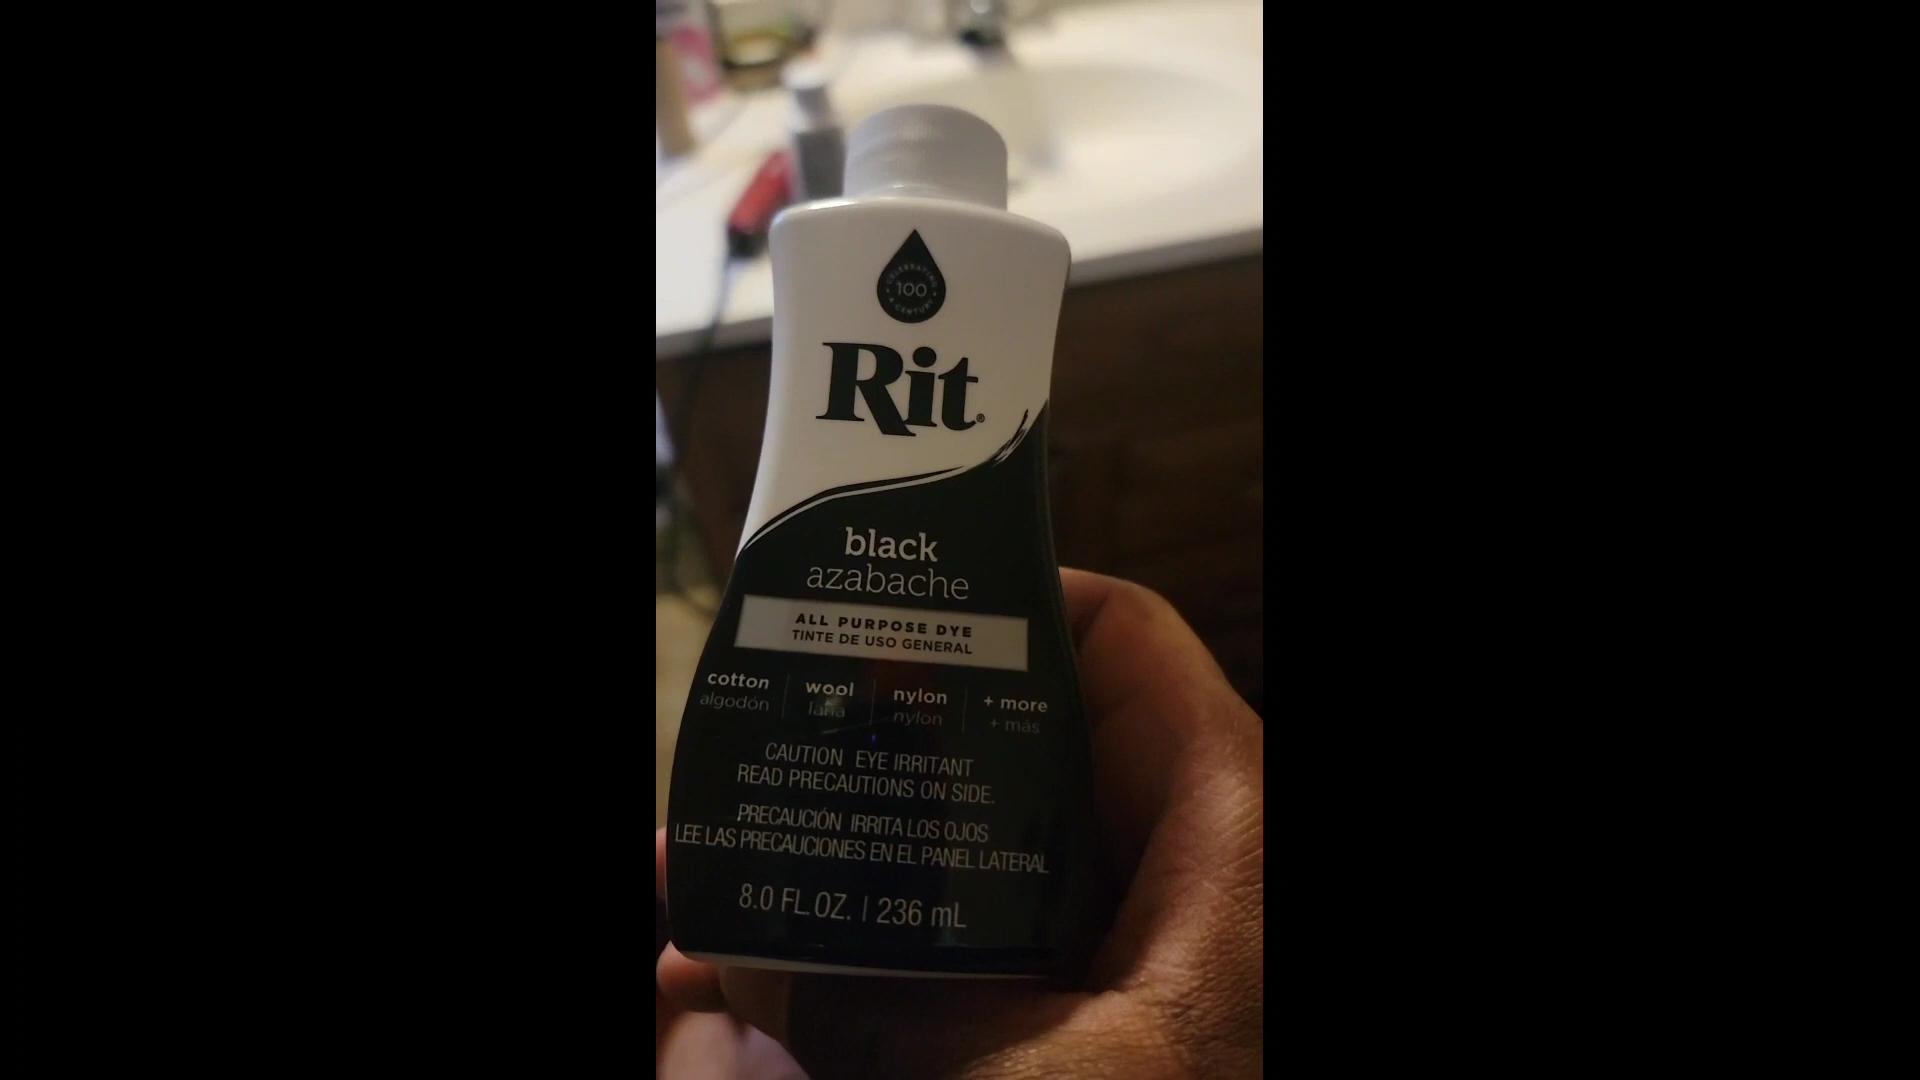 CELEBRATING
100
A CENTURY
Rit®
black
azabache
ALL PURPOSE DYE
TINTE DE USO GENERAL
cotton wool nylon + more
algodón lana nylon + más
CAUTION EYE IRRITANT
READ PRECAUTIONS ON SIDE.
PRECAUCIÓN IRRITA LOS OJOS
LEE LAS PRECAUCIONES EN EL PANEL LATERAL
8.0 FL. OZ. | 236 mL